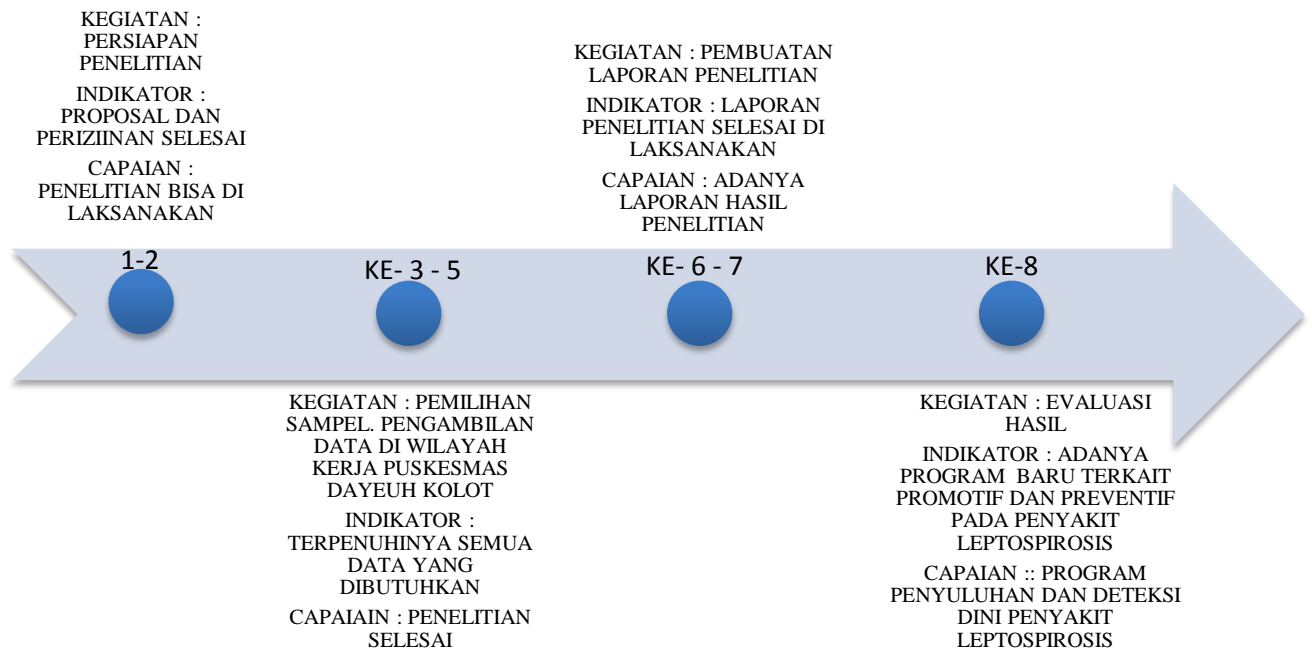 KEGIATAN :
PERSIAPAN
PENELITIAN
INDIKATOR :
PROPOSAL DAN
PERIZIINAN SELESAI
CAPAIAN :
PENELITIAN BISA DI
LAKSANAKAN
1-2
KE- 3 - 5
KEGIATAN : PEMILIHAN
SAMPEL. PENGAMBILAN
DATA DI WILAYAH
KERJA PUSKESMAS
DAYEUH KOLOT
INDIKATOR :
TERPENUHINYA SEMUA
DATA YANG
DIBUTUHKAN
CAPAIAIN : PENELITIAN
SELESAI
KEGIATAN : PEMBUATAN
LAPORAN PENELITIAN
INDIKATOR : LAPORAN
PENELITIAN SELESAI DI
LAKSANAKAN
CAPAIAN : ADANYA
LAPORAN HASIL
PENELITIAN
KE- 6 - 7
KE-8
KEGIATAN : EVALUASI
HASIL
INDIKATOR : ADANYA
PROGRAM  BARU TERKAIT
PROMOTIF DAN PREVENTIF
PADA PENYAKIT
LEPTOSPIROSIS
CAPAIAN :: PROGRAM
PENYULUHAN DAN DETEKSI
DINI PENYAKIT
LEPTOSPIROSIS